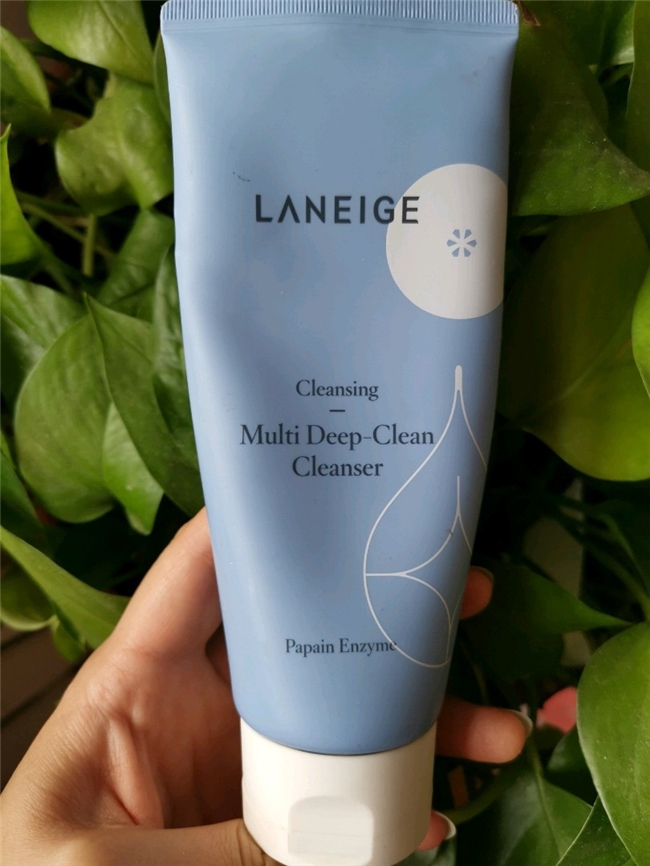 LANEIGE
Cleansing
Multi Deep-Clean
Cleanser
Papain Enzyme